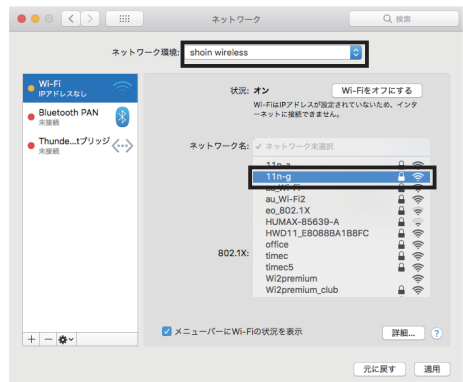 ネットワーク
検索
ネットワーク環境: shoin wireless
Wi-Fi
IPアドレスなし
Bluetooth PAN
未接続
Thunde...tブリッジ
未接続
状況: オン
Wi-Fiをオフにする
Wi-FiはIPアドレスが設定されていないため、インタ
ーネットに接続できません。
ネットワーク名: ✓ ネットワーク未選択
11n-a
11n-g
au_Wi-Fi
au_Wi-Fi2
eo_802.1X
HUMAX-85639-A
HWD11_E8088BA1B8FC
office
802.1X:
timec
timec5
Wi2premium
Wi2premium_club
メニューバーにWi-Fiの状況を表示
詳細...
?
元に戻す
適用